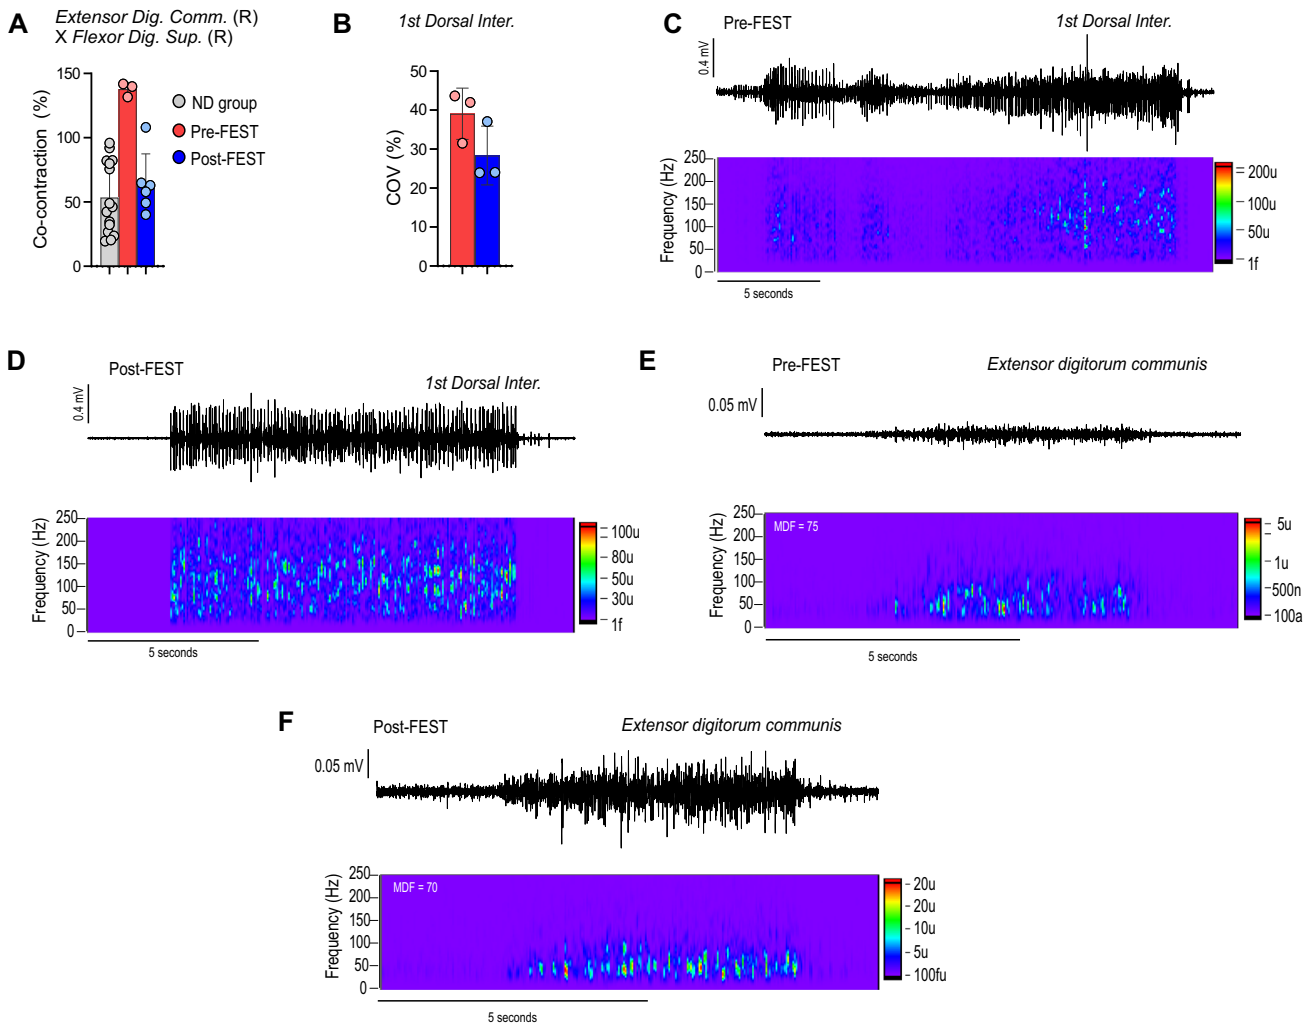 A
Extensor Dig. Comm. (R)
X Flexor Dig. Sup. (R)
Co-contraction (%)
150
100
50
0
ND group
Pre-FEST
Post-FEST
B
1st Dorsal Inter.
COV (%)
50
40
30
20
10
0
C
Pre-FEST
1st Dorsal Inter.
0.4 mV
Frequency (Hz)
250
200
150
100
50
0
200u
100u
50u
1f
5 seconds
D
Post-FEST
1st Dorsal Inter.
0.4 mV
Frequency (Hz)
250
200
150
100
50
0
100u
80u
50u
30u
1f
5 seconds
E
Pre-FEST
Extensor digitorum communis
0.05 mV
Frequency (Hz)
250
200
150
100
50
0
MDF = 75
5u
1u
500n
100a
5 seconds
F
Post-FEST
Extensor digitorum communis
0.05 mV
Frequency (Hz)
250
200
150
100
50
0
MDF = 70
20u
20u
10u
5u
100fu
5 seconds